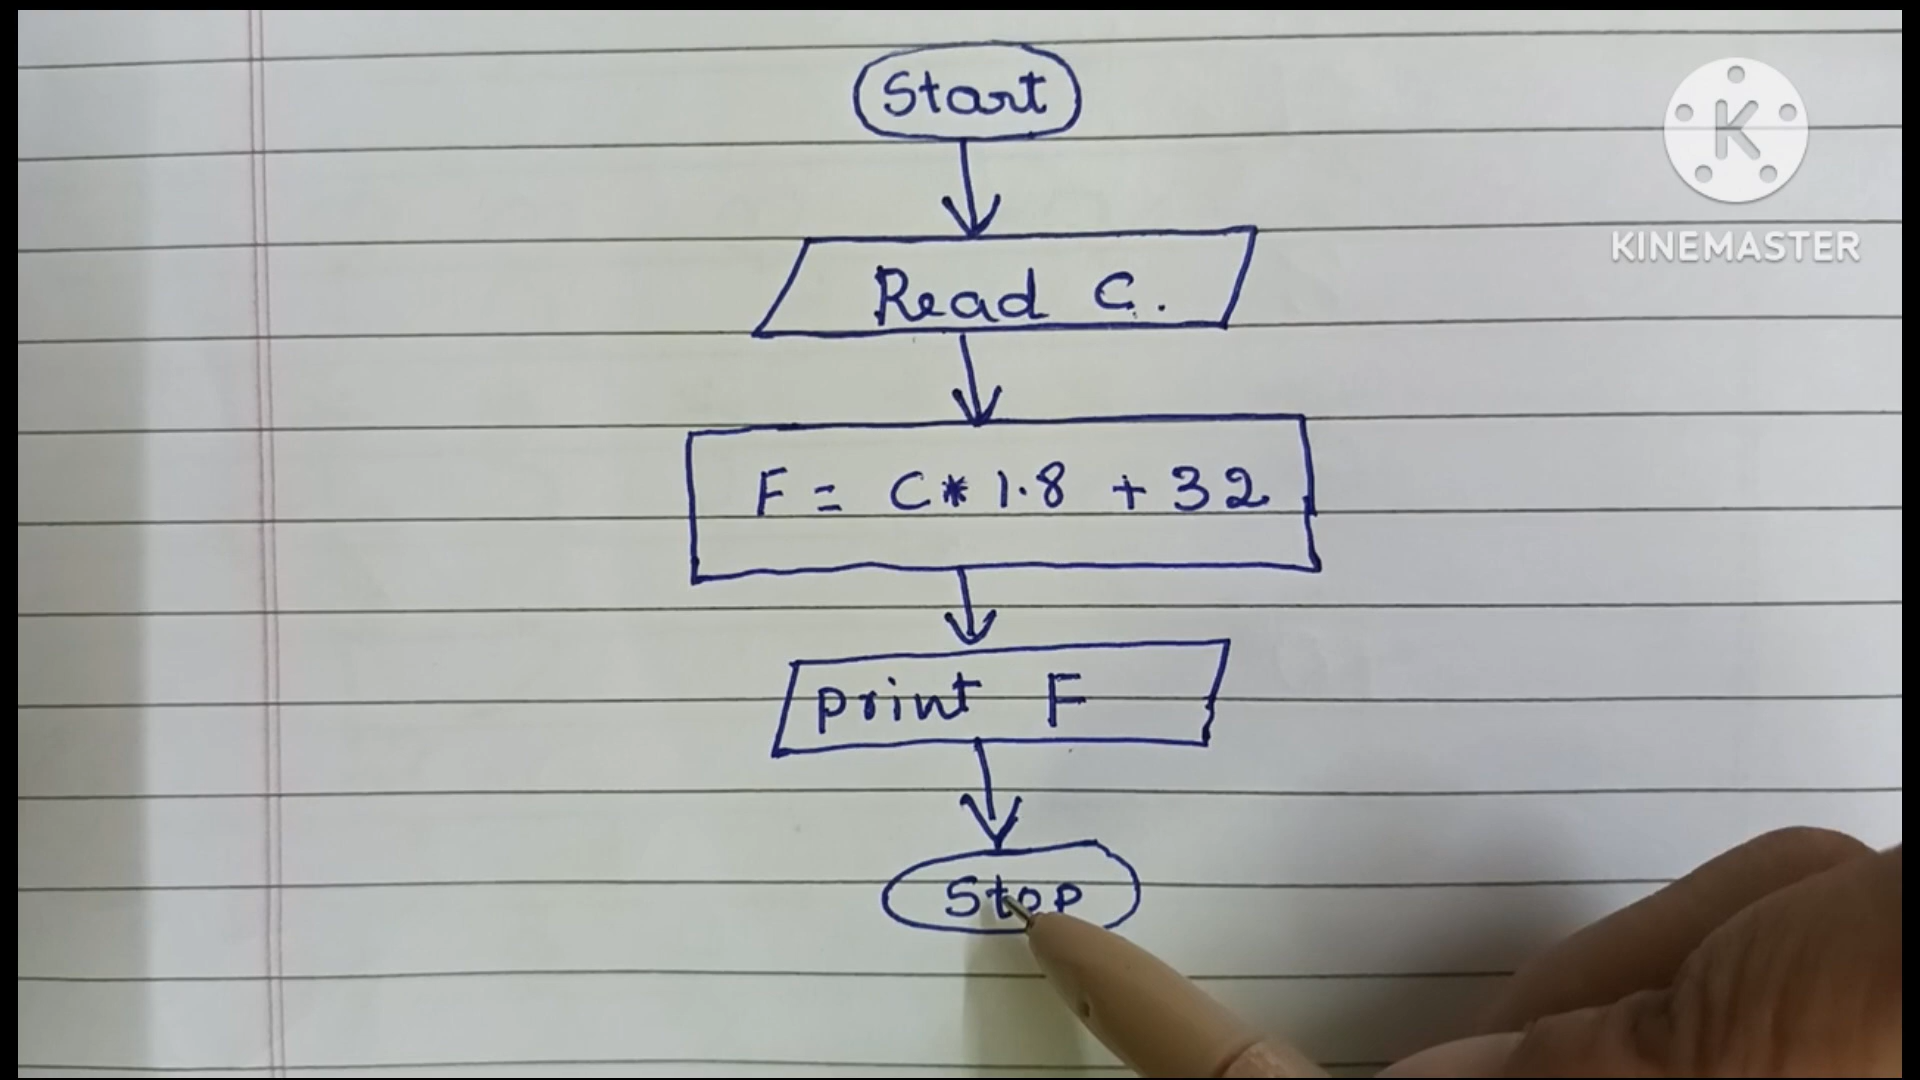 Start
Read C.
F = C * 1.8 + 32
print F
Stop
K
KINEMASTER